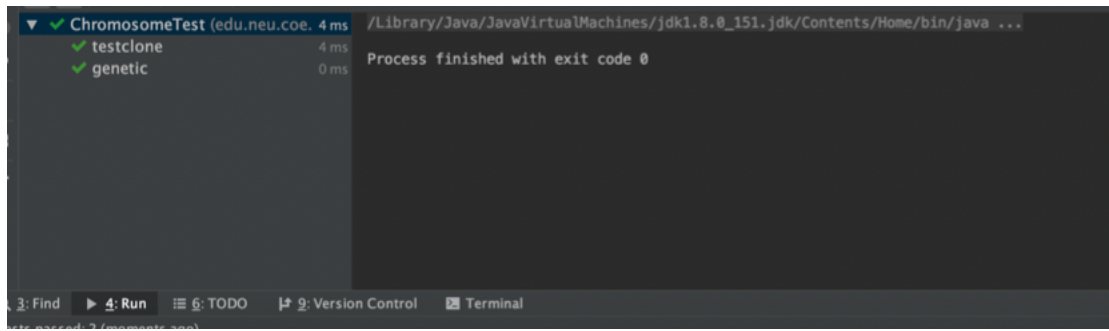 ChromosomeTest (edu.neu.coe. 4 ms
testclone 4 ms
genetic 0 ms
/Library/Java/JavaVirtualMachines/jdk1.8.0_151.jdk/Contents/Home/bin/java ...
Process finished with exit code 0
3: Find 4: Run 6: TODO 9: Version Control Terminal
passed: 2 (moments ago)